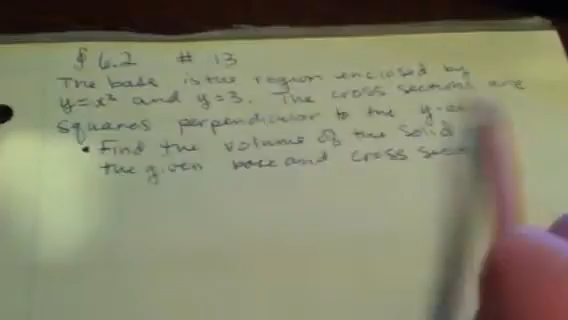 § 6.2 # 13
The base is the region enclosed by
y=x² and y=3. The cross sections are
squares perpendicular to the
• Find the volume of the solid
the given base and cross